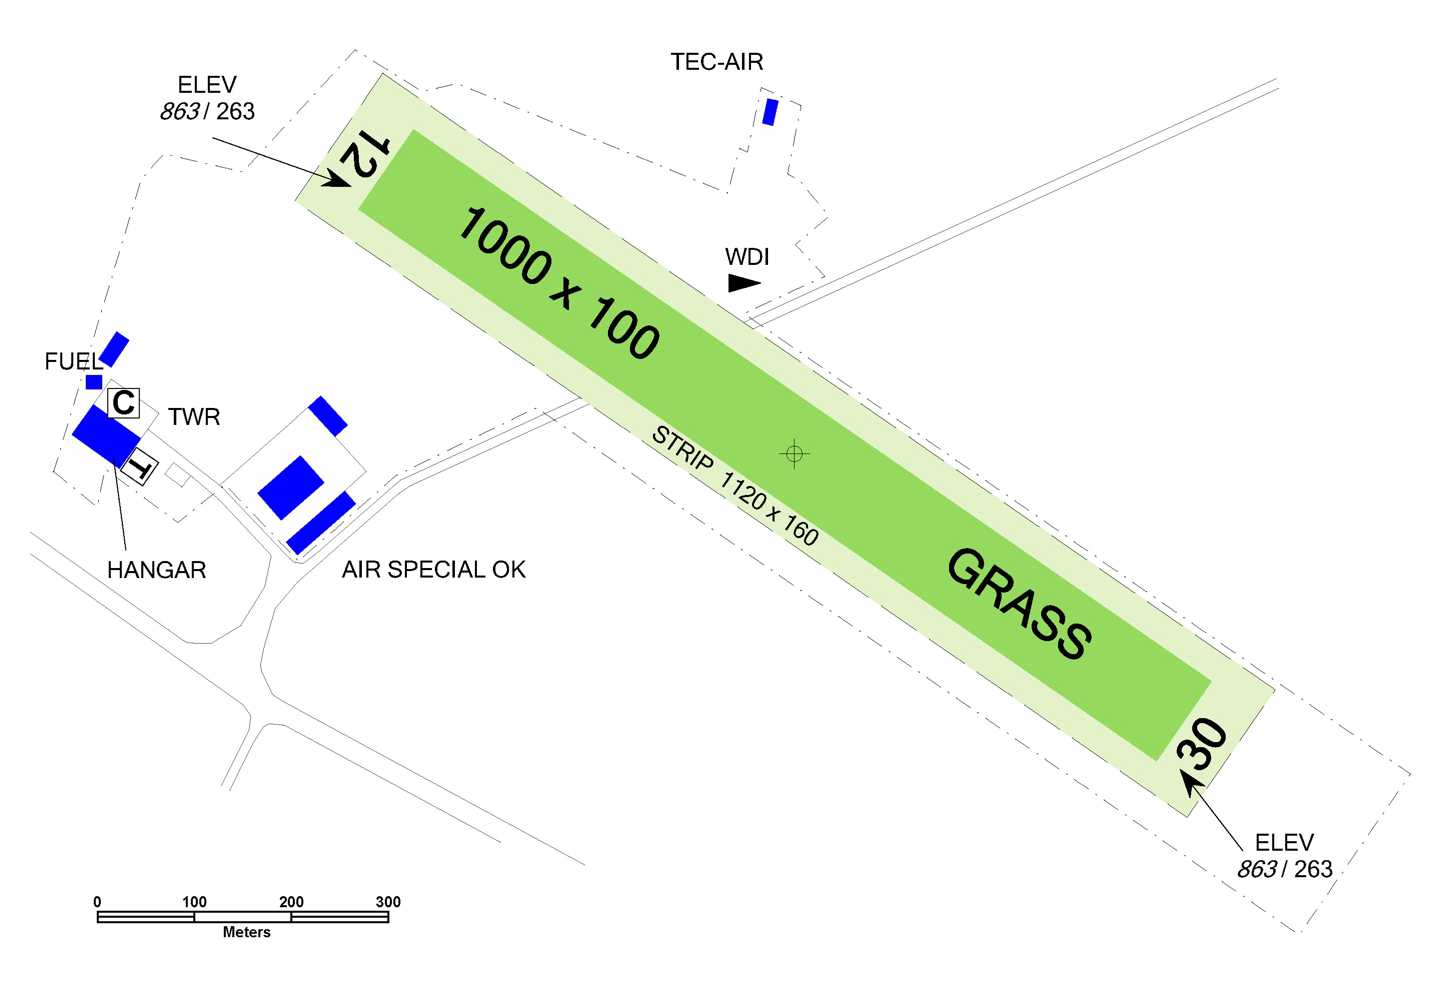 TEC-AIR
ELEV
863 / 263
12
1000 x 100
WDI
FUEL
C
TWR
T
STRIP 1120 x 160
HANGAR
AIR SPECIAL OK
GRASS
30
ELEV
863 / 263
0 100 200 300
Meters